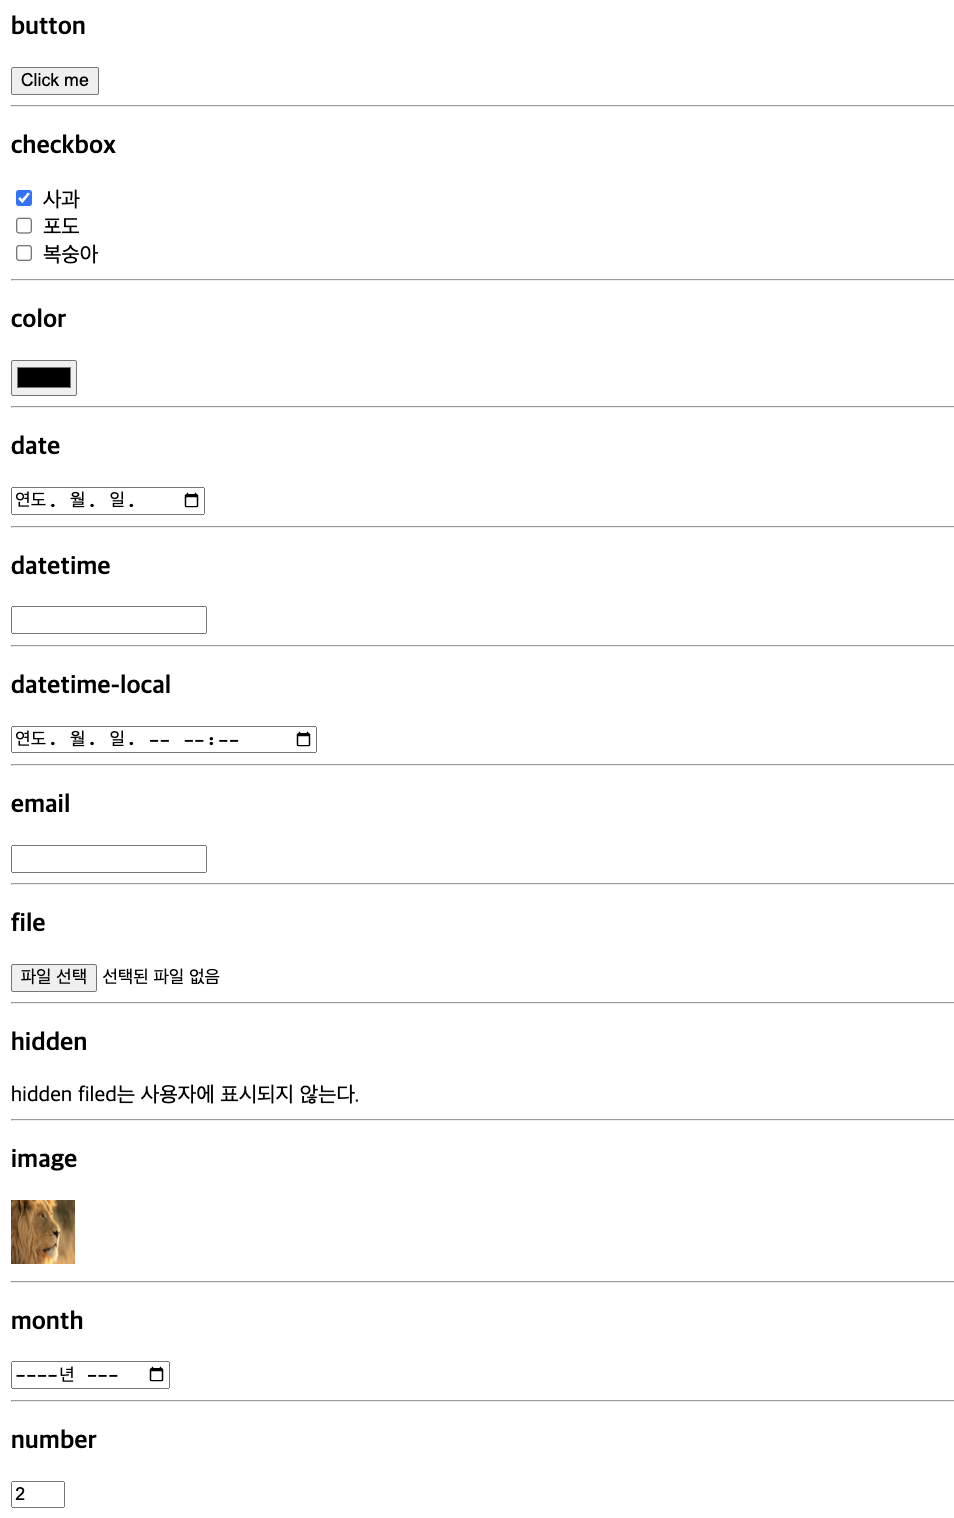 button
Click me
checkbox
사과
포도
복숭아
color
date
연도. 월. 일.
datetime
datetime-local
연도. 월. 일. -- --:--
email
file
파일 선택 선택된 파일 없음
hidden
hidden filed는 사용자에 표시되지 않는다.
image
month
----년 ---
number
2